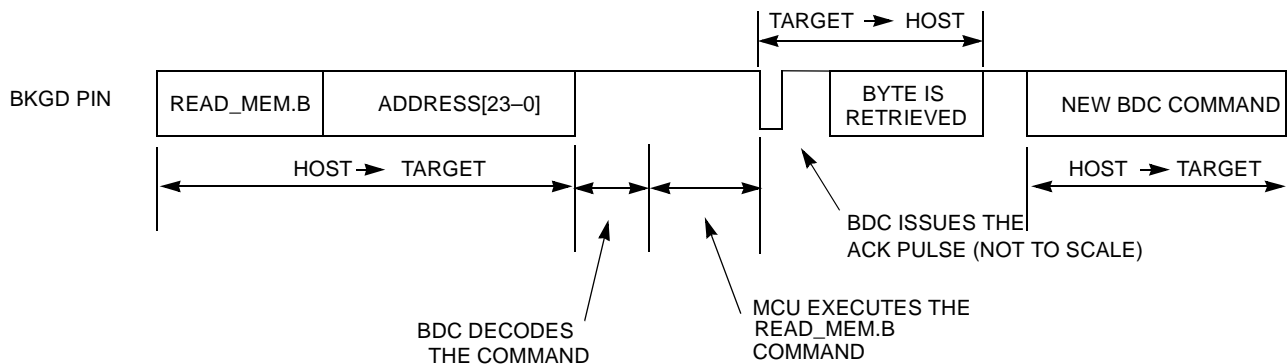 TARGET → HOST
BKGD PIN
READ_MEM.B
ADDRESS[23–0]
BYTE IS
RETRIEVED
NEW BDC COMMAND
HOST → TARGET
HOST → TARGET
BDC ISSUES THE
ACK PULSE (NOT TO SCALE)
BDC DECODES
THE COMMAND
MCU EXECUTES THE
READ_MEM.B
COMMAND